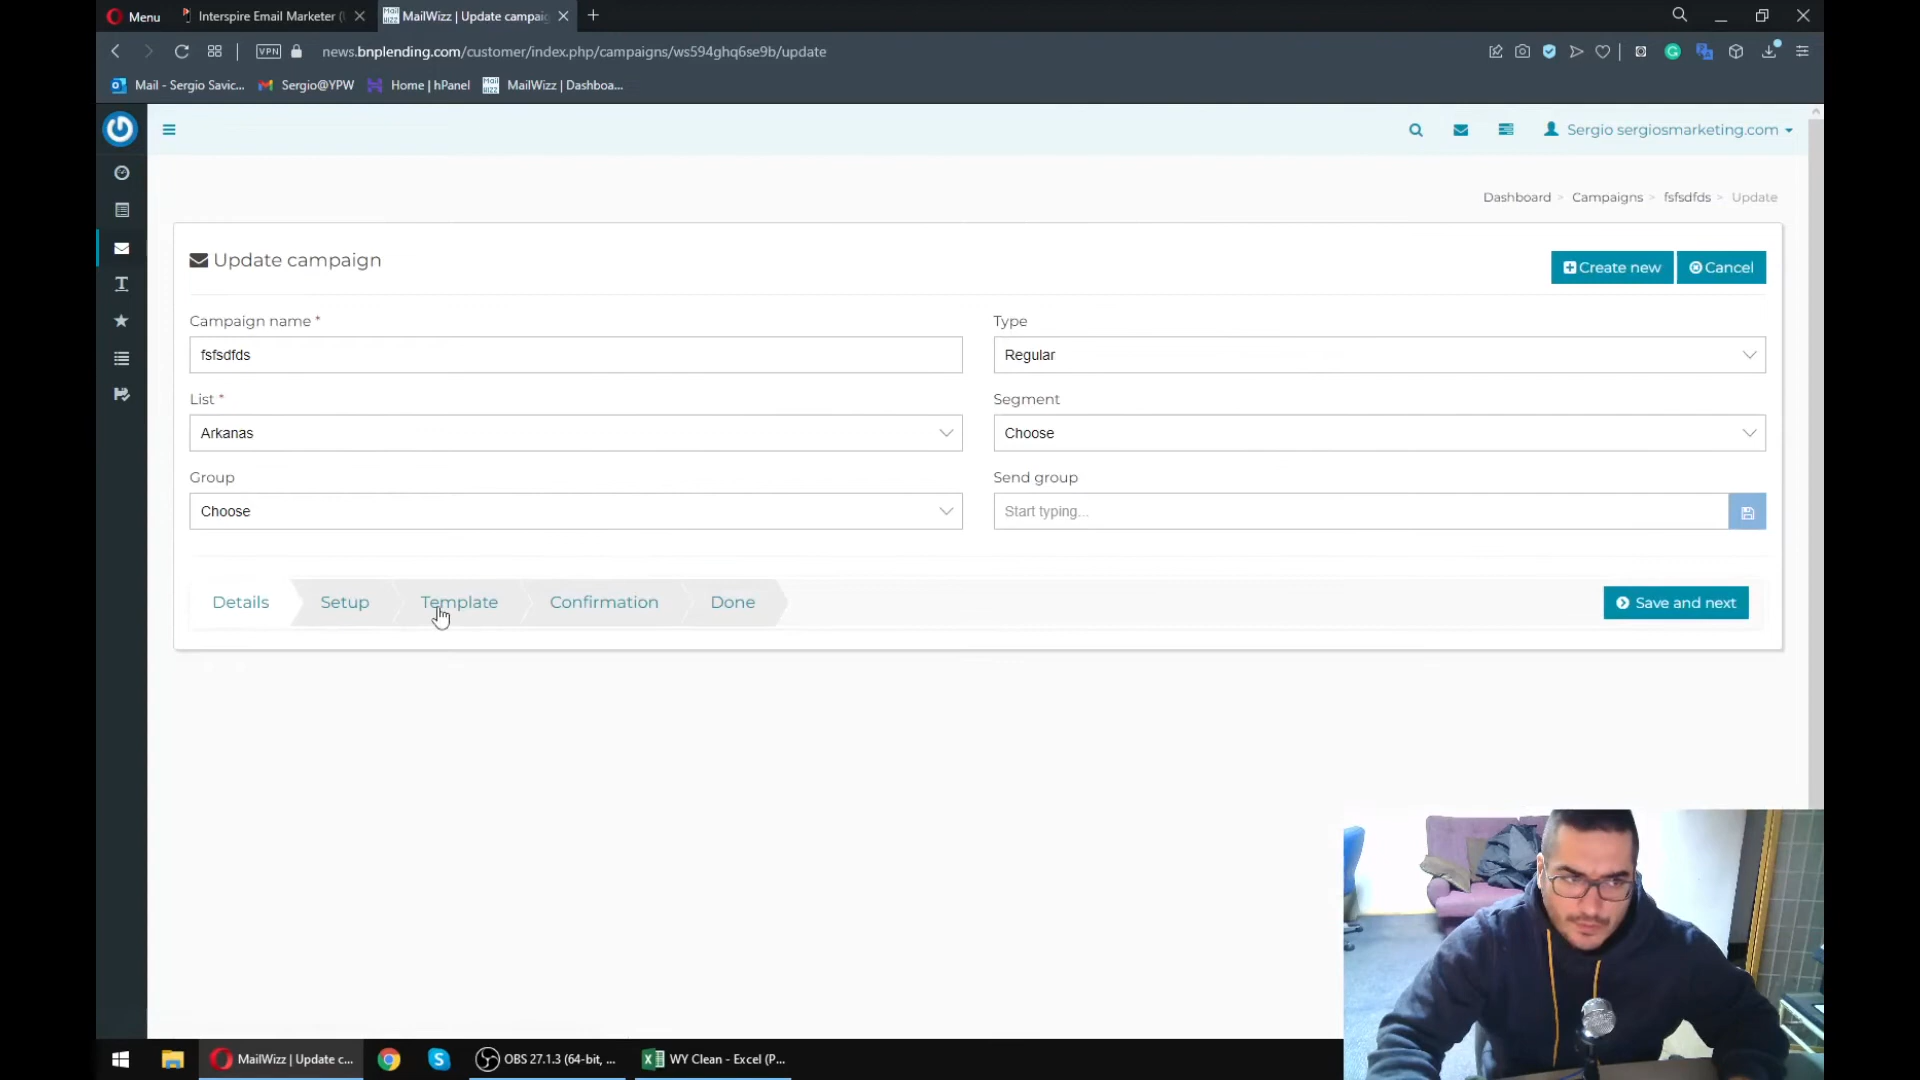 Menu
Interspire Email Marketer (
MailWizz | Update campaig
VPN
news.bnplending.com/customer/index.php/campaigns/ws594ghq6se9b/update
Mail - Sergio Savic...
Sergio@YPW
Home | hPanel
Mail wizz
MailWizz | Dashboa...
Sergio sergiosmarketing.com
Dashboard > Campaigns > fsfsdfds > Update
Update campaign
Create new
Cancel
Campaign name *
Type
fsfsdfds
Regular
List *
Segment
Arkanas
Choose
Group
Send group
Choose
Start typing...
Details
Setup
Template
Confirmation
Done
Save and next
MailWizz | Update c...
OBS 27.1.3 (64-bit, ...
WY Clean - Excel (P...